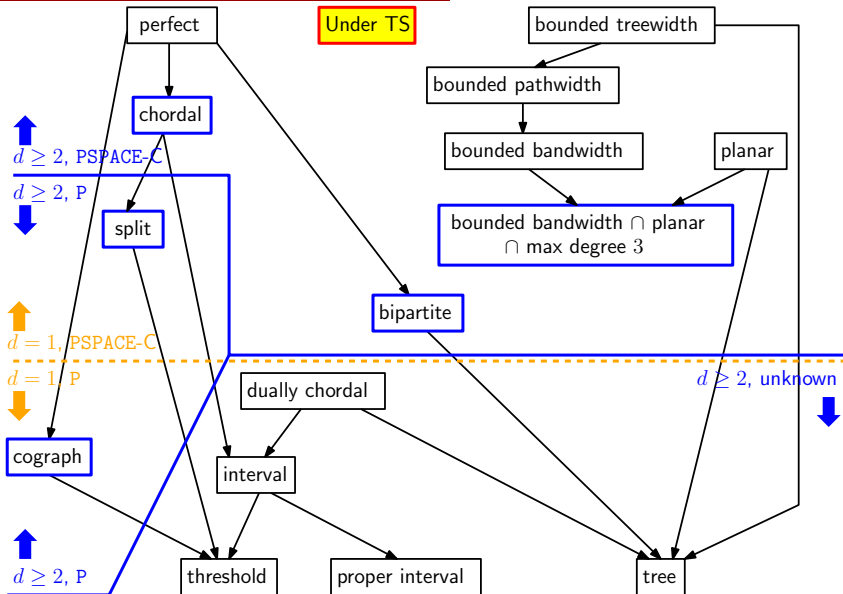 perfect
Under TS
bounded treewidth
bounded pathwidth
chordal
d ≥ 2, PSPACE-C
bounded bandwidth
planar
d ≥ 2, P
split
bounded bandwidth ∩ planar
∩ max degree 3
bipartite
d = 1, PSPACE-C
d = 1, P
d ≥ 2, unknown
dually chordal
cograph
interval
d ≥ 2, P
threshold
proper interval
tree